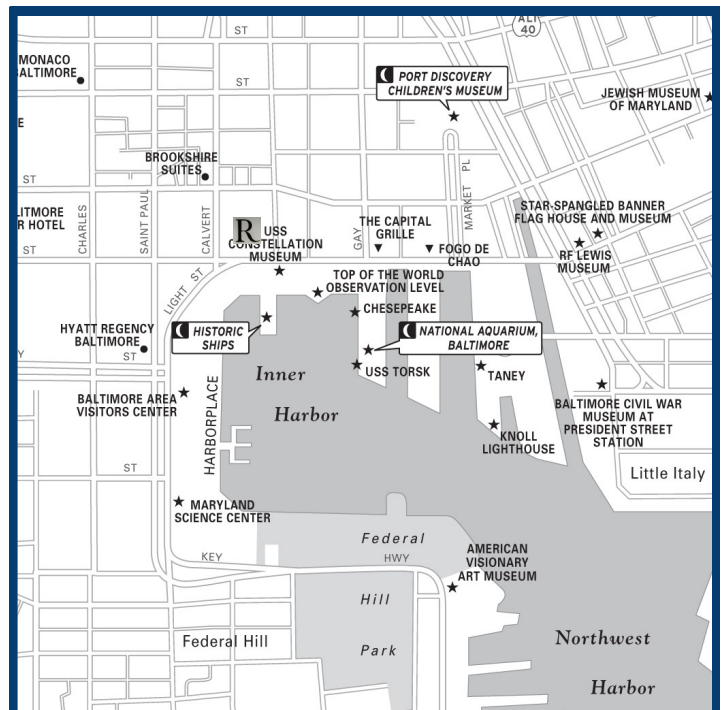 ALT
40
ST
MONACO
BALTIMORE
ST
PORT DISCOVERY
CHILDREN'S MUSEUM
JEWISH MUSEUM
OF MARYLAND
E
BROOKSHIRE
SUITES
ST
MARKET PL
STAR-SPANGLED BANNER
FLAG HOUSE AND MUSEUM
LITMORE
R HOTEL
CHARLES
SAINT PAUL
CALVERT
R
USS
CONSTELLATION
MUSEUM
GAY
THE CAPITAL
GRILLE
FOGO DE
CHAO
RF LEWIS
MUSEUM
ST
LIGHT ST
TOP OF THE WORLD
OBSERVATION LEVEL
CHESEPEAKE
HYATT REGENCY
BALTIMORE
Y
ST
HISTORIC
SHIPS
NATIONAL AQUARIUM,
BALTIMORE
USS TORSK
TANEY
Inner
Harbor
BALTIMORE AREA
VISITORS CENTER
HARBORPLACE
BALTIMORE CIVIL WAR
MUSEUM AT
PRESIDENT STREET
STATION
KNOLL
LIGHTHOUSE
ST
Little Italy
MARYLAND
SCIENCE CENTER
Federal
KEY
HWY
AMERICAN
VISIONARY
ART MUSEUM
Hill
Park
Federal Hill
Northwest
Harbor